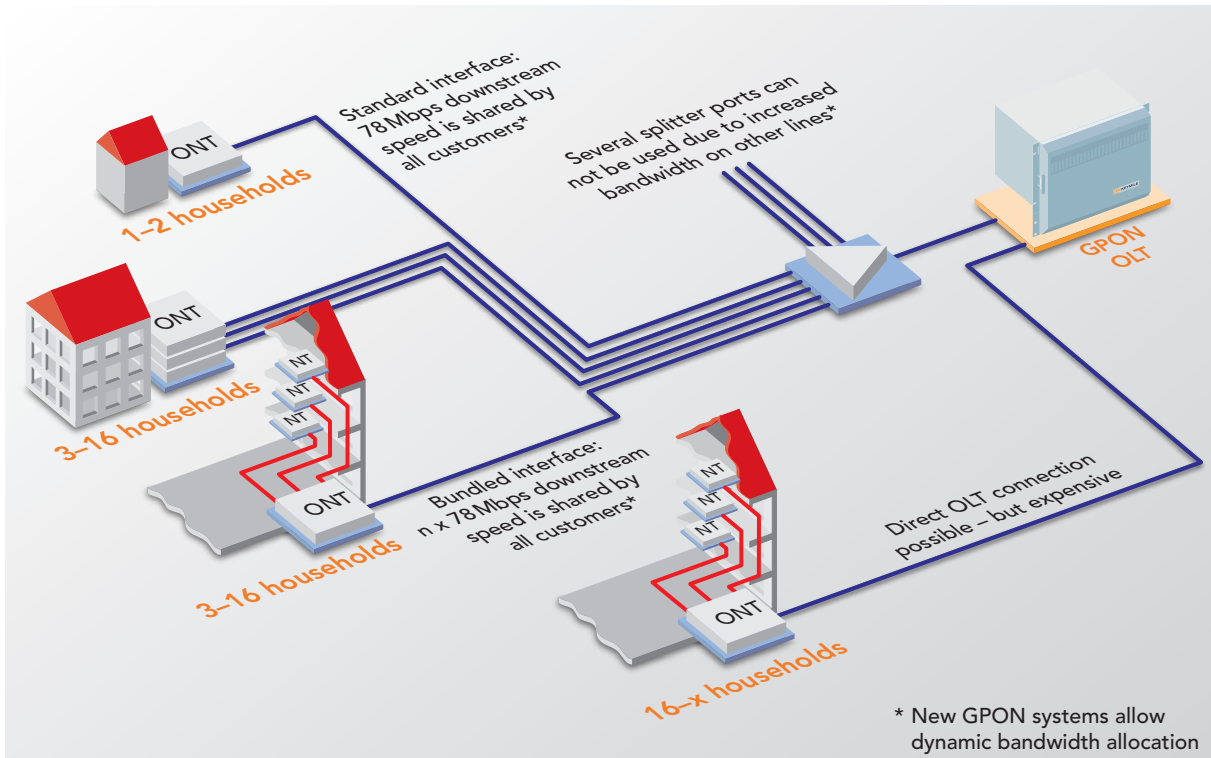 Standard interface:
78 Mbps downstream
speed is shared by
all customers*
Several splitter ports can
not be used due to increased
bandwidth on other lines*
ONT
1–2 households
GPON
OLT
ONT
3–16 households
NT
NT
NT
ONT
3–16 households
Bundled interface:
n x 78 Mbps downstream
speed is shared by
all customers*
NT
NT
NT
ONT
16–x households
Direct OLT connection
possible – but expensive
* New GPON systems allow
dynamic bandwidth allocation